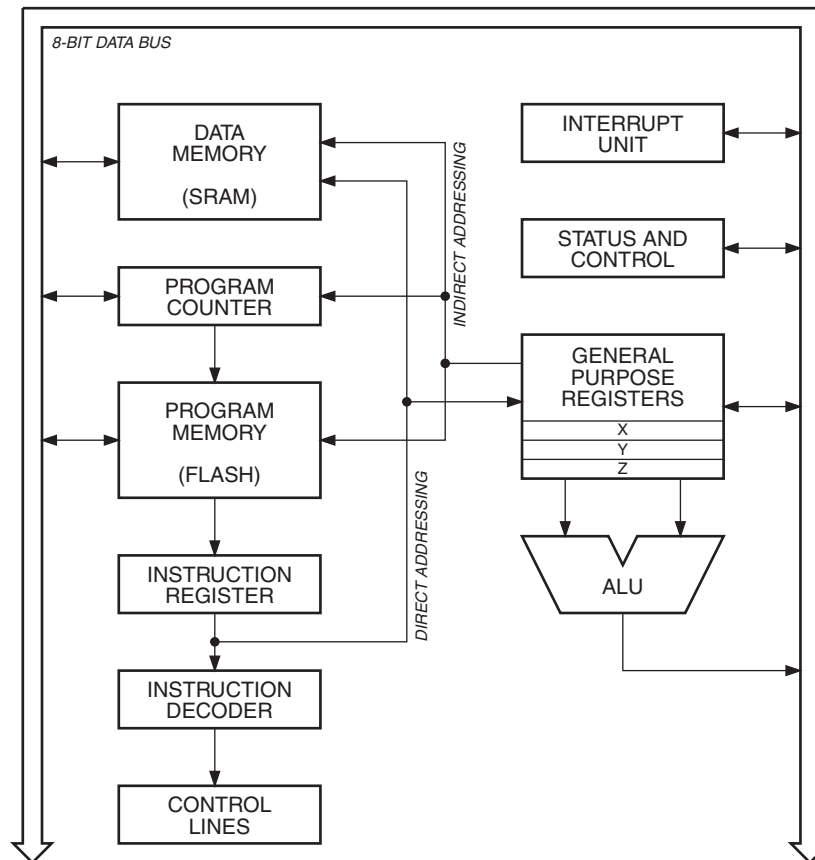 8-BIT DATA BUS
DATA
MEMORY
(SRAM)
INTERRUPT
UNIT
INDIRECT ADDRESSING
STATUS AND
CONTROL
PROGRAM
COUNTER
GENERAL
PURPOSE
REGISTERS
X
Y
Z
PROGRAM
MEMORY
(FLASH)
DIRECT ADDRESSING
INSTRUCTION
REGISTER
ALU
INSTRUCTION
DECODER
CONTROL
LINES